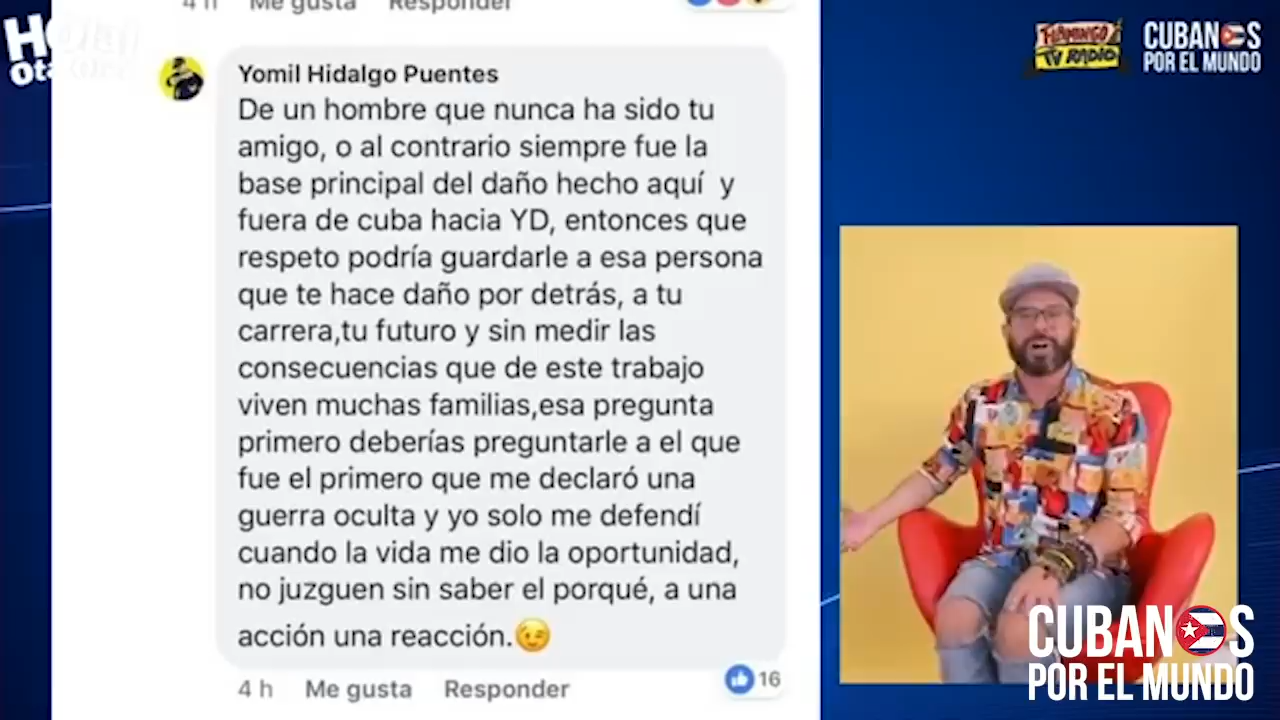 4 h Me gusta Responder
Yomil Hidalgo Puentes
De un hombre que nunca ha sido tu
amigo, o al contrario siempre fue la
base principal del daño hecho aquí y
fuera de cuba hacia YD, entonces que
respeto podría guardarle a esa persona
que te hace daño por detrás, a tu
carrera,tu futuro y sin medir las
consecuencias que de este trabajo
viven muchas familias,esa pregunta
primero deberías preguntarle a el que
fue el primero que me declaró una
guerra oculta y yo solo me defendí
cuando la vida me dio la oportunidad,
no juzguen sin saber el porqué, a una
acción una reacción.😉
4 h Me gusta Responder
16
FLAMINGO
TV RADIO
CUBANOS
POR EL MUNDO
CUBANOS
POR EL MUNDO